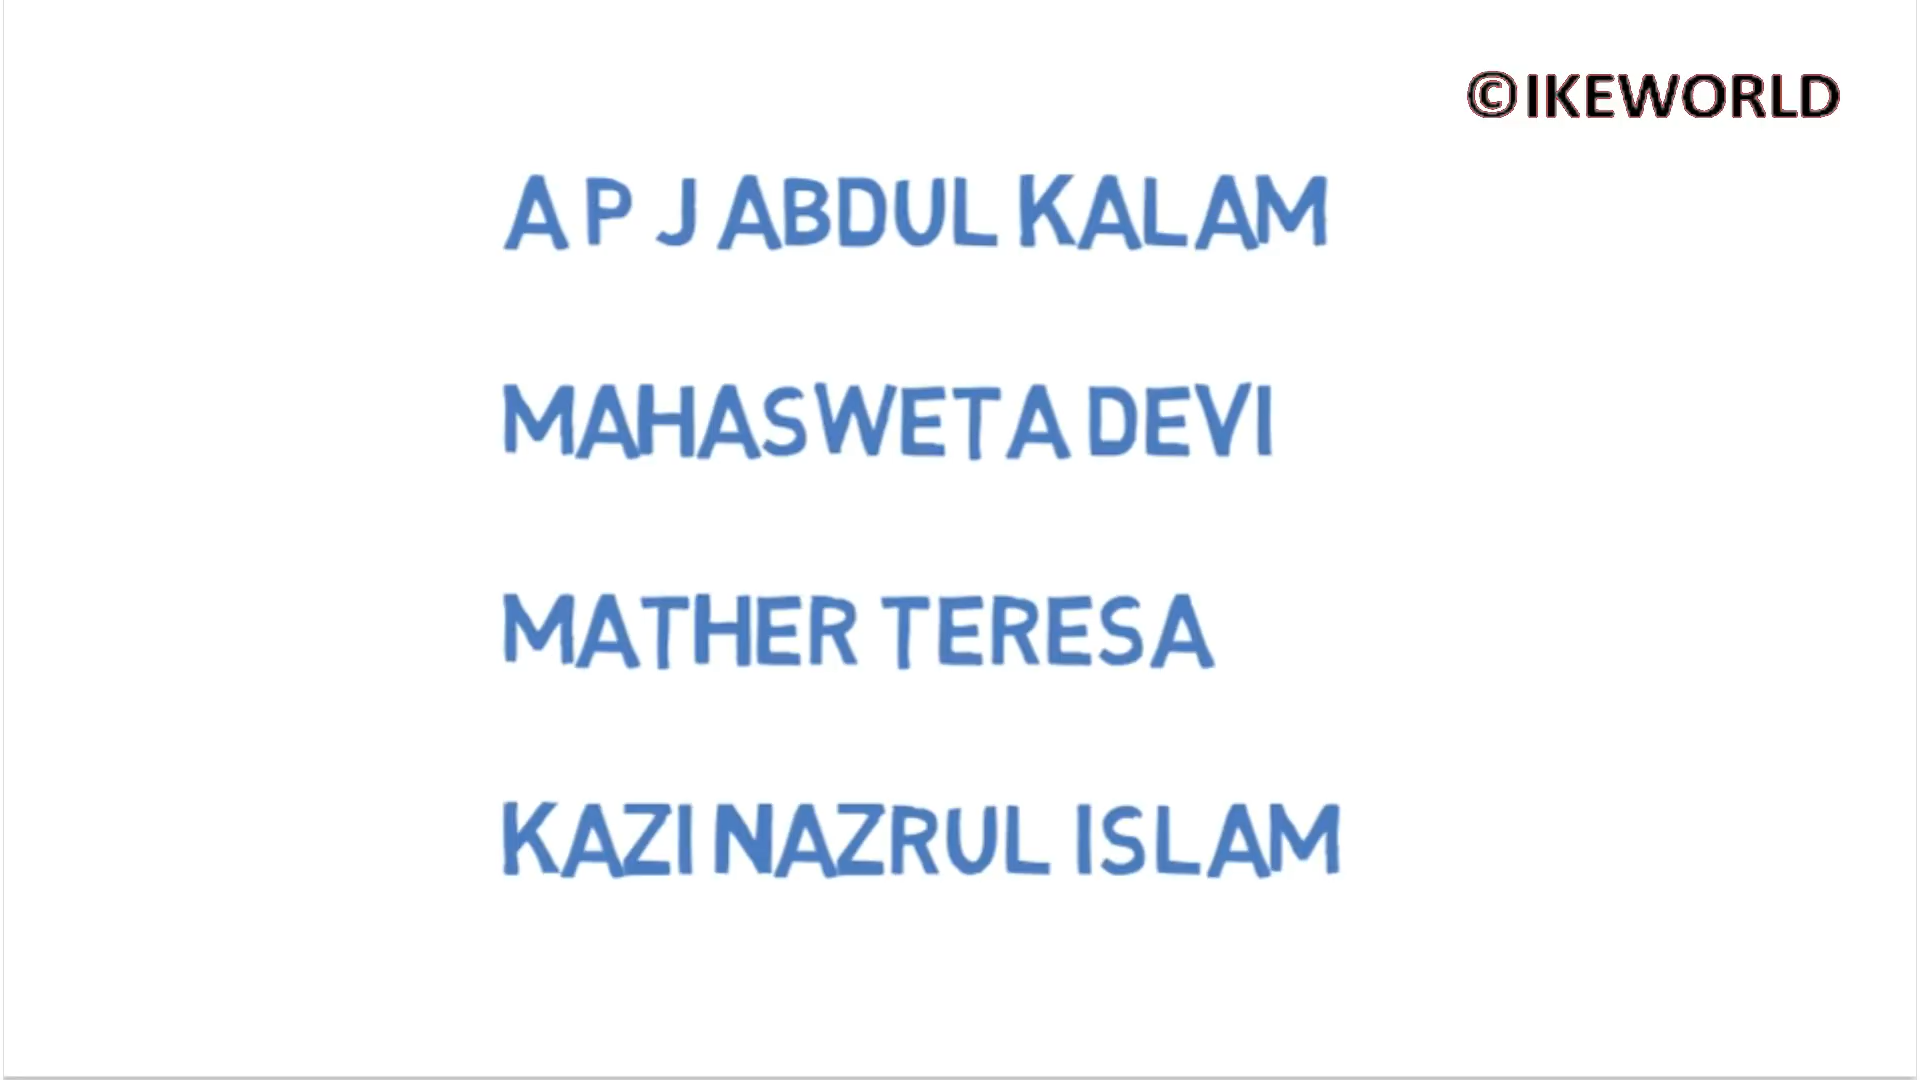 ©IKEWORLD
A P J ABDUL KALAM
MAHASWETA DEVI
MATHER TERESA
KAZI NAZRUL ISLAM